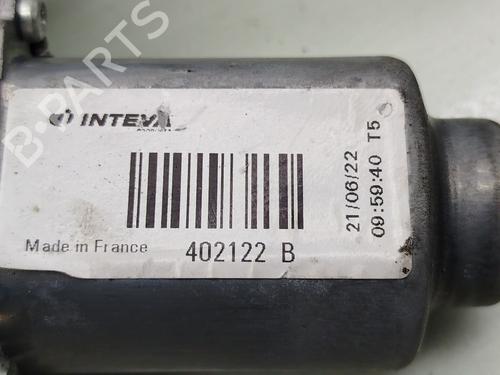 INTEVA
Made in France
402122 B
21/06/22
09:59:40 T5
B-PARTS